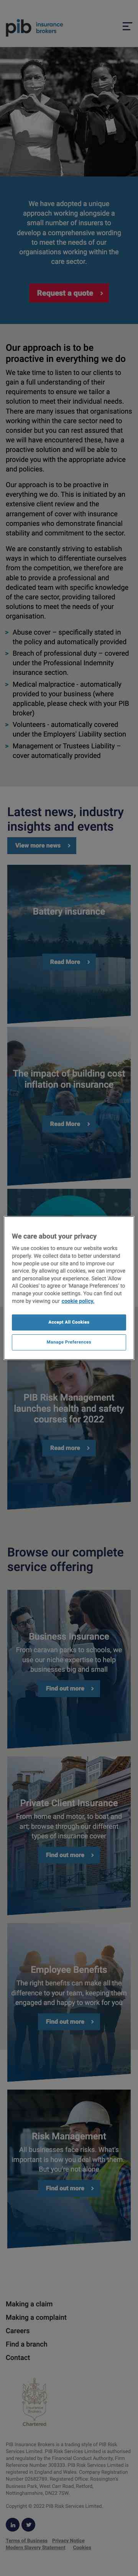 pib insurance
brokers
We have adopted a unique
approach working alongside a
small number of insurers to
develop a comprehensive wording
to meet the needs of our
organisations working within the
care sector.
Request a quote
Our approach is to be
proactive in everything we do
We take time to listen to our clients to
gain a full understanding of their
requirements to ensure we are able to
tailor a solution to meet their individual needs.
There are many issues that organisations
working within the care sector need to
consider but with us as your insurance
broker, we have found that having a
proactive solution and will be able to
provide you with the most appropriate
advice and policies.
Our approach is to be proactive in
everything we do. This is initiated by an
extensive client review and the
arrangement of cover with insurance
companies of undoubted financial
stability and commitment to the sector.
We are constantly striving to establish
ways in which to differentiate ourselves
from the competition, we endeavour to
provide a professional and
experienced team with specialist knowledge
of the care sector, combined with
providing tailored solutions to meet the
needs of your
organisation.
Abuse cover – specifically stated in
the policy and automatically provided
Breach of professional duty – covered
under the Professional Indemnity
insurance section
Medical malpractice - automatically
provided to your business (where
applicable, please check with your PIB
broker)
Volunteers - automatically covered
under the Employers' Liability Section
Management or Trustees Liability –
cover automatically provided
Latest news, industry
insights and events
View more news
Battery insurance
Read More
The impact of building cost
inflation on insurance
Read More
We care about your privacy
We use cookies to ensure our website works
properly. We collect data to better understand
how people use our site and improve our
service. By allowing all cookies, we can improve
and personalise your experience. Select 'Allow
All Cookies' to agree or 'Manage Preferences' to
manage your cookies settings. You can find out
more by viewing our cookie policy.
Accept All Cookies
Manage Preferences
PIB Risk Management
launches health and safety
courses for 2022
Read more
Browse our complete
service offering
Business Insurance
From caravan parks to schools, we
use our niche expertise to help
businesses big and small
Find out more
Private Client Insurance
From home and motor, to boat and
art; browse through our different
types of insurance cover
Find out more
Employee Benefits
The right benefits can make all the
difference to your team, keeping them
engaged and happy to work for you
Find out more
Risk Management
All businesses face risks. What's
important is how you deal with them.
But you're not alone
Find out more
Making a claim
Making a complaint
Careers
Find a branch
Contact
Chartered
PIB Insurance Brokers is a trading style of PIB Risk
Services Limited. PIB Risk Services Limited is authorised
and regulated by the Financial Conduct Authority, Firm
Reference Number 308333. PIB Risk Services Limited is
registered in England and Wales. Company Registration
Number 02682789. Registered Office: Rossington's
Business Park, West Carr Road, Retford,
Nottinghamshire, DN22 7SW.
Copyright © 2022 PIB Risk Services Limited.
Terms of Business Privacy Notice
Modern Slavery Statement Cookies